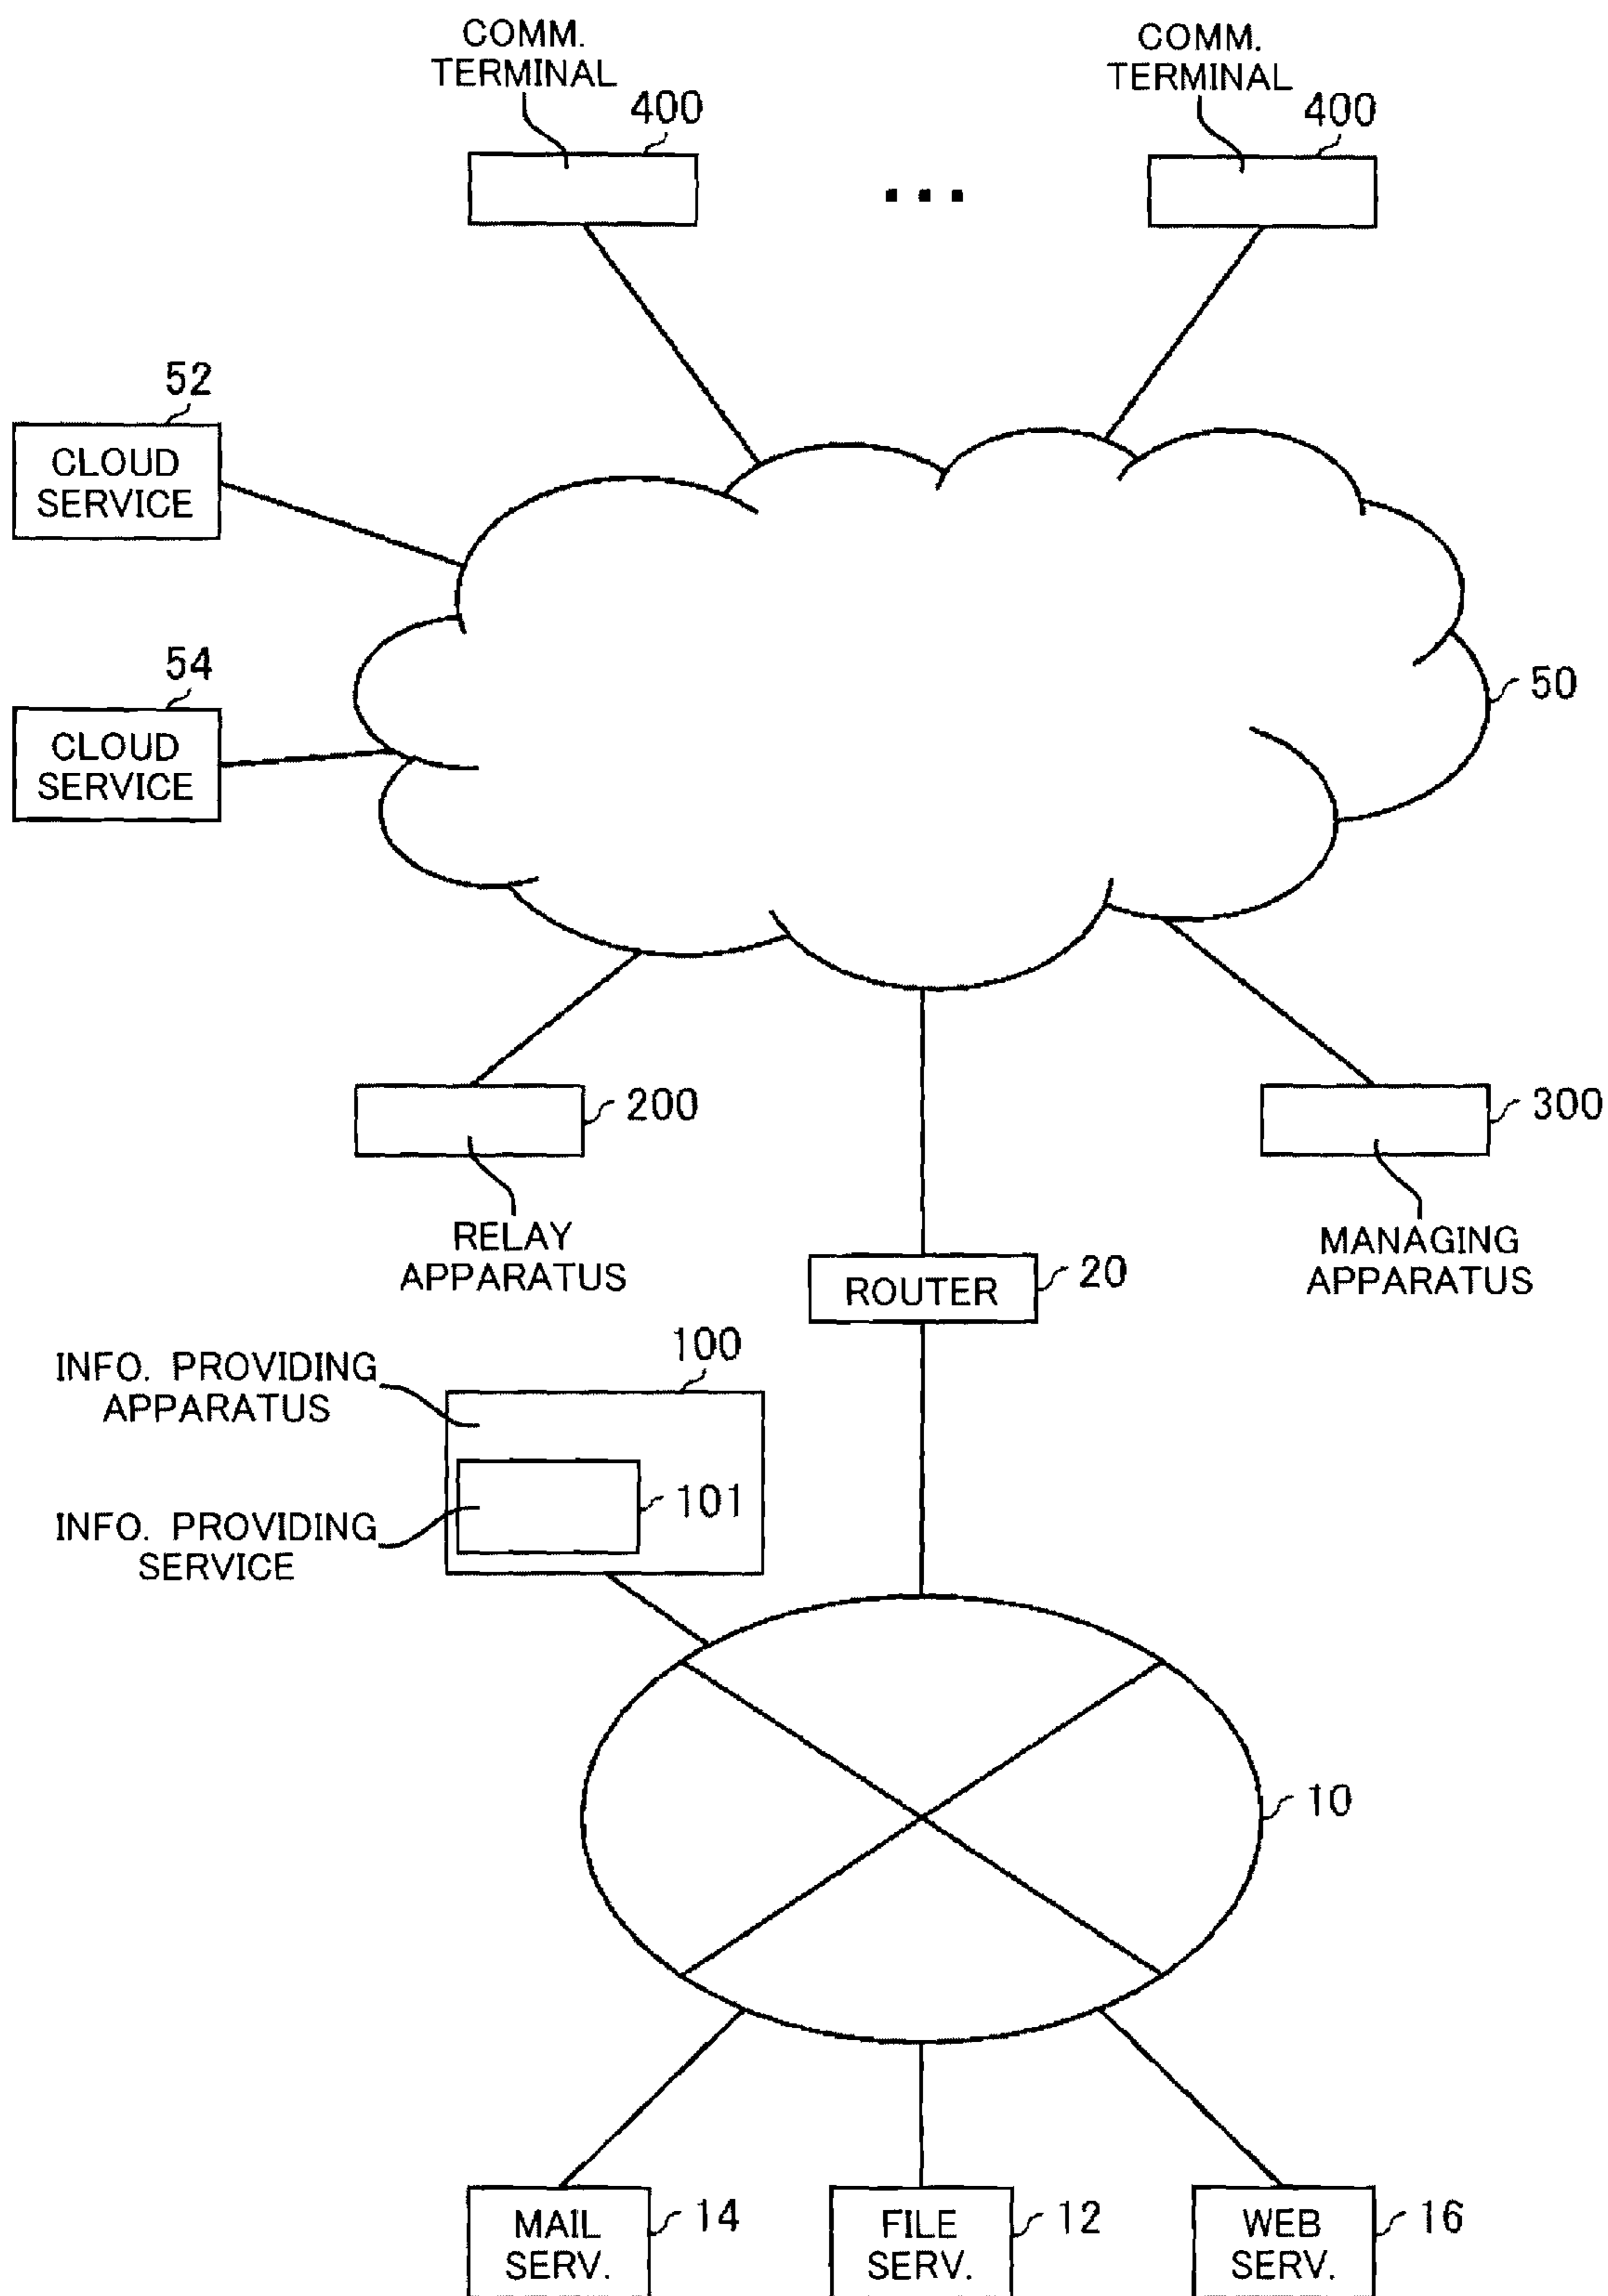 COMM.
TERMINAL
400
COMM.
TERMINAL
400
52
CLOUD
SERVICE
54
CLOUD
SERVICE
50
200
RELAY
APPARATUS
300
MANAGING
APPARATUS
ROUTER
20
INFO. PROVIDING
APPARATUS
100
INFO. PROVIDING
SERVICE
101
10
MAIL
SERV.
14
FILE
SERV.
12
WEB
SERV.
16